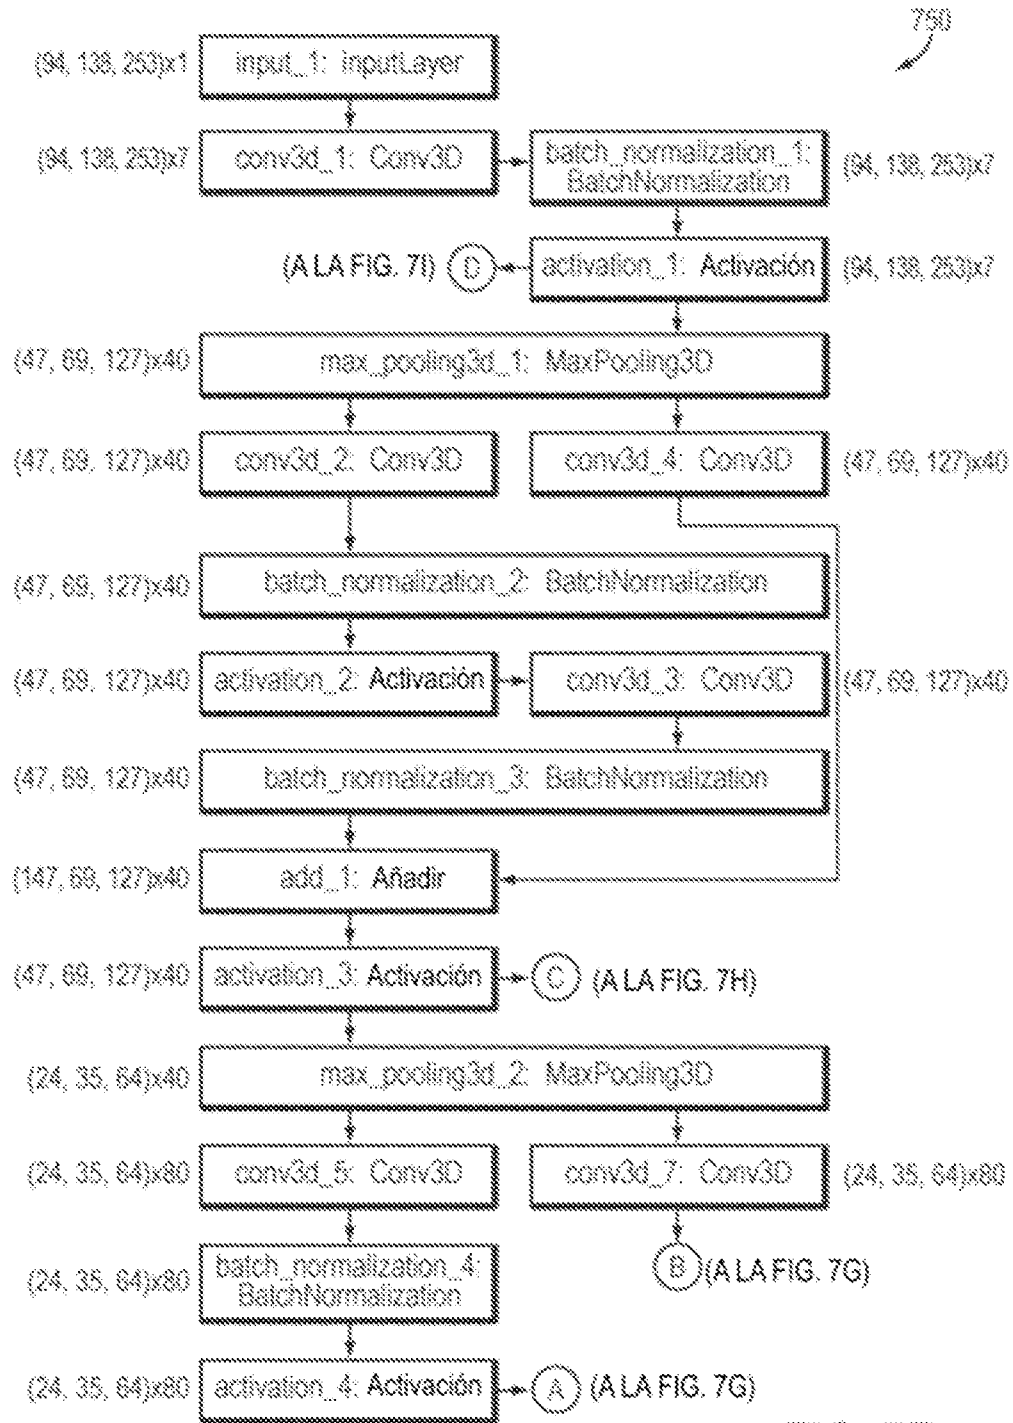 750
(94, 138, 253)x1 input_1: inputLayer
(94, 138, 253)x7 conv3d_1: Conv3D
batch_normalization_1:
BatchNormalization
(94, 138, 253)x7
(A LA FIG. 7I) D
activation_1: Activación (94, 138, 253)x7
(47, 69, 127)x40 max_pooling3d_1: MaxPooling3D
(47, 69, 127)x40 conv3d_2: Conv3D conv3d_4: Conv3D (47, 69, 127)x40
(47, 69, 127)x40 batch_normalization_2: BatchNormalization
(47, 69, 127)x40 activation_2: Activación conv3d_3: Conv3D (47, 69, 127)x40
(47, 69, 127)x40 batch_normalization_3: BatchNormalization
(147, 69, 127)x40 add_1: Añadir
(47, 69, 127)x40 activation_3: Activación C (A LA FIG. 7H)
(24, 35, 64)x40 max_pooling3d_2: MaxPooling3D
(24, 35, 64)x80 conv3d_5: Conv3D conv3d_7: Conv3D (24, 35, 64)x80
(24, 35, 64)x80 batch_normalization_4:
BatchNormalization
B (A LA FIG. 7G)
(24, 35, 64)x80 activation_4: Activación A (A LA FIG. 7G)